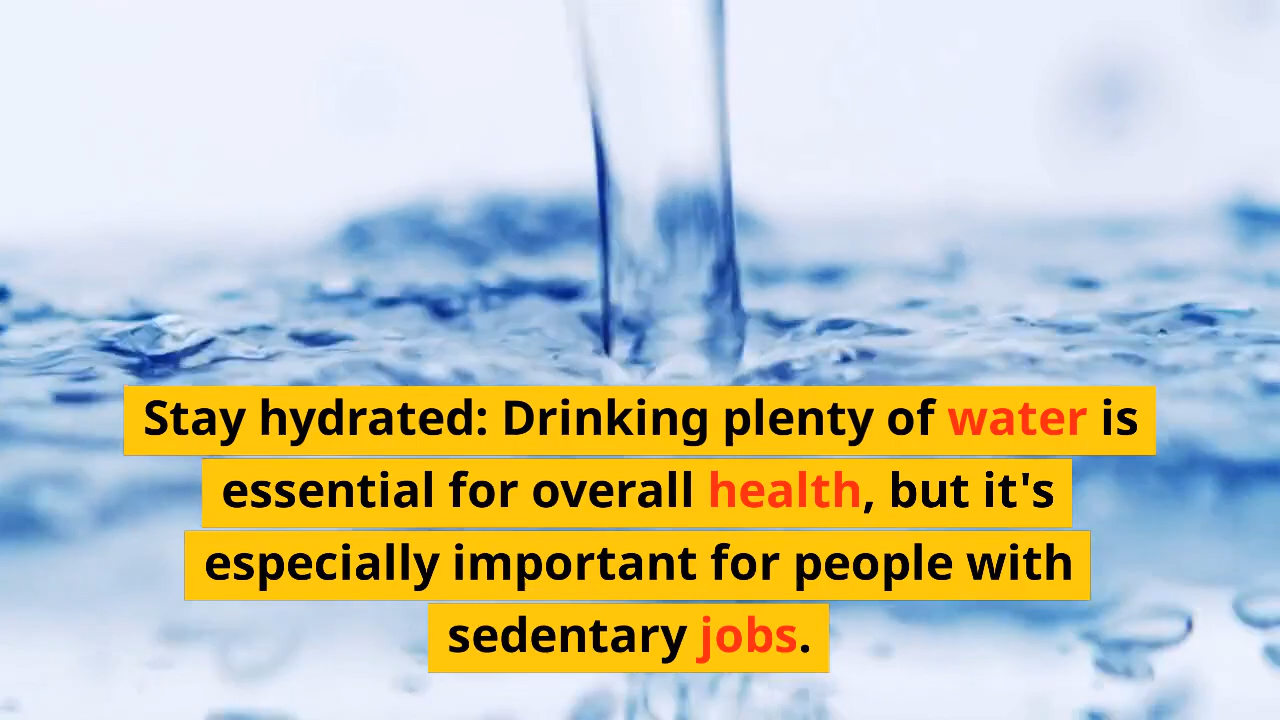 Stay hydrated: Drinking plenty of water is
essential for overall health, but it's
especially important for people with
sedentary jobs.